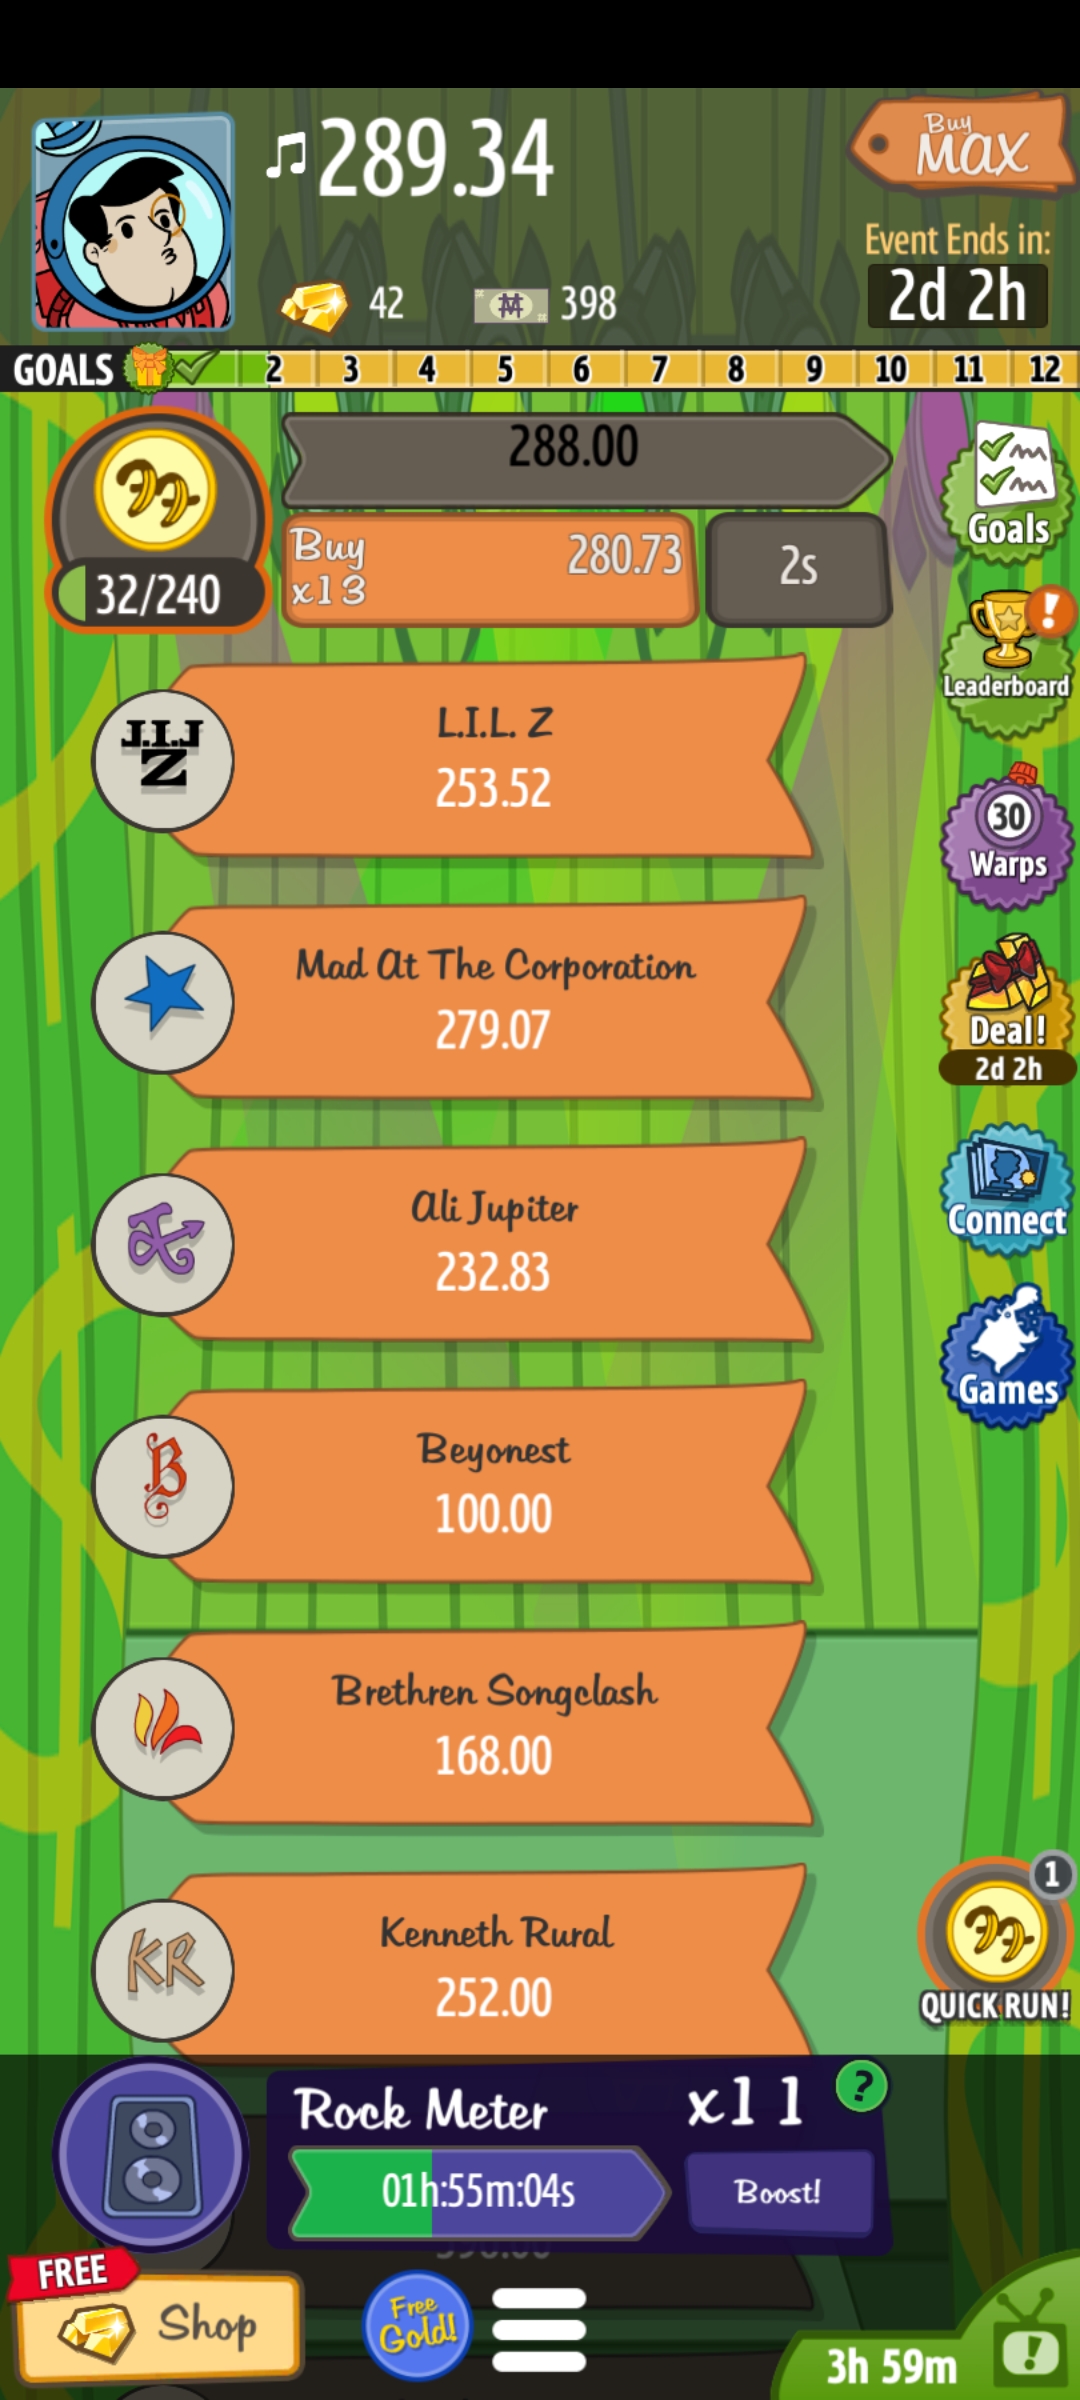 ♫289.34
Buy
MAX
Event Ends in:
2d 2h
42
398
GOALS 2 3 4 5 6 7 8 9 10 11 12
288.00
32/240
Buy
x13
280.73
2s
Goals
L.I.L. Z
253.52
L.I.L
Z
Leaderboard
30
Warps
Mad At The Corporation
279.07
Deal!
2d 2h
Ali Jupiter
232.83
Connect
Beyonest
100.00
B
Games
Brethren Songclash
168.00
Kenneth Rural
252.00
KR
1
QUICK RUN!
Rock Meter
x11
?
01h:55m:04s
Boost!
FREE
Shop
Free
Gold!
3h 59m